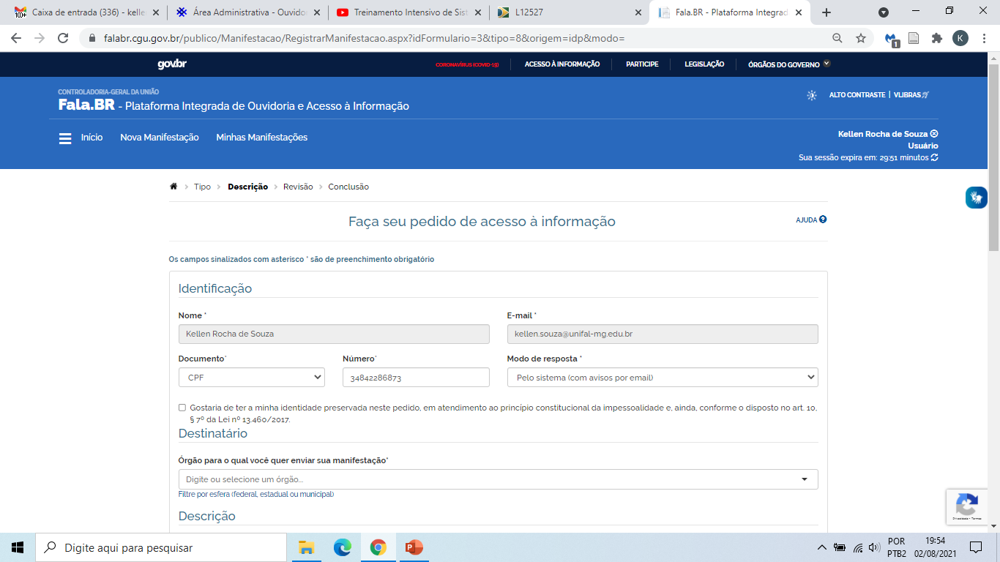 Caixa de entrada (336) - kelle
Área Administrativa - Ouvido
Treinamento Intensivo de Sist
L12527
Fala.BR - Plataforma Integrad
falabr.cgu.gov.br/publico/Manifestacao/RegistrarManifestacao.aspx?idFormulario=3&tipo=8&origem=idp&modo=
1
K
gov.br
CORONAVÍRUS (COVID-19)
ACESSO À INFORMAÇÃO
PARTICIPE
LEGISLAÇÃO
ÓRGÃOS DO GOVERNO
CONTROLADORIA-GERAL DA UNIÃO
Fala.BR - Plataforma Integrada de Ouvidoria e Acesso à Informação
ALTO CONTRASTE | VLIBRAS
Início
Nova Manifestação
Minhas Manifestações
Kellen Rocha de Souza
Usuário
Sua sessão expira em: 29:51 minutos
Tipo > Descrição > Revisão > Conclusão
Faça seu pedido de acesso à informação
AJUDA
Os campos sinalizados com asterisco * são de preenchimento obrigatório
Identificação
Nome *
E-mail *
Kellen Rocha de Souza
kellen.souza@unifal-mg.edu.br
Documento*
Número*
Modo de resposta *
CPF
34842286873
Pelo sistema (com avisos por email)
Gostaria de ter a minha identidade preservada neste pedido, em atendimento ao princípio constitucional da impessoalidade e, ainda, conforme o disposto no art. 10,
§ 7º da Lei nº 13.460/2017.
Destinatário
Órgão para o qual você quer enviar sua manifestação*
Digite ou selecione um órgão...
Filtre por esfera (federal, estadual ou municipal)
Descrição
Privacidade - Termos
Digite aqui para pesquisar
POR
PTB2
19:54
02/08/2021